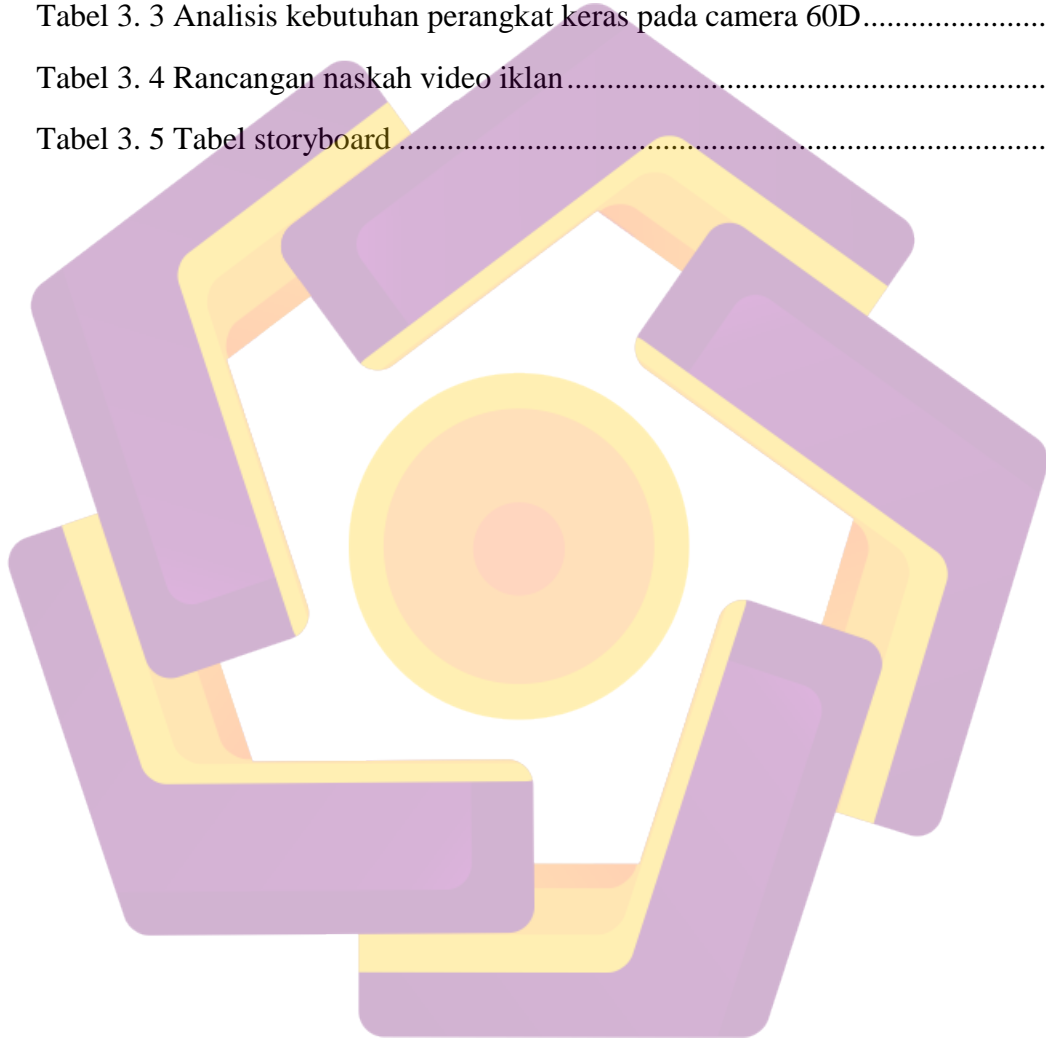 Tabel 3. 3 Analisis kebutuhan perangkat keras pada camera 60D.......................
Tabel 3. 4 Rancangan naskah video iklan............................................................
Tabel 3. 5 Tabel storyboard .................................................................................